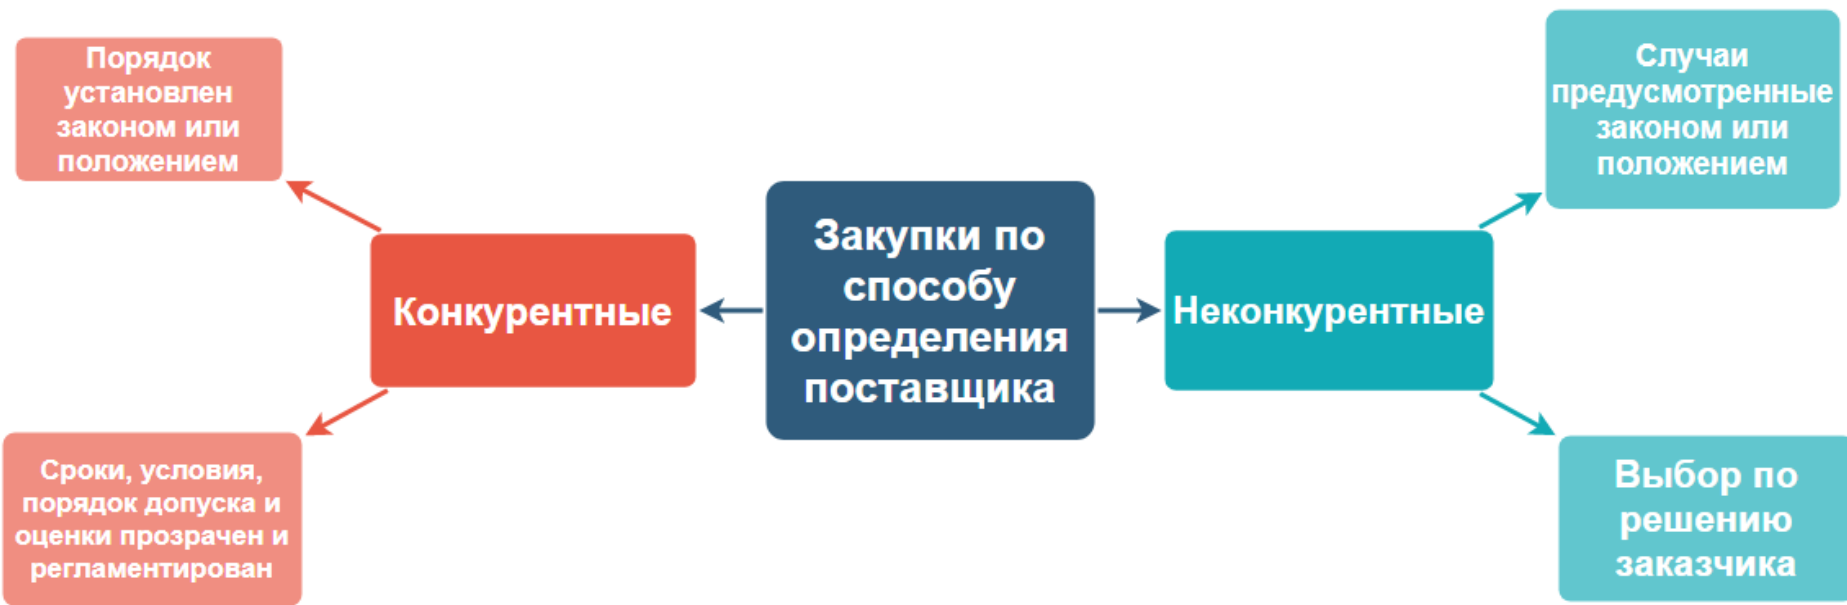 Порядок
установлен
законом или
положением
Сроки, условия,
порядок допуска и
оценки прозрачен и
регламентирован
Конкурентные
Закупки по
способу
определения
поставщика
Неконкурентные
Случаи
предусмотренные
законом или
положением
Выбор по
решению
заказчика